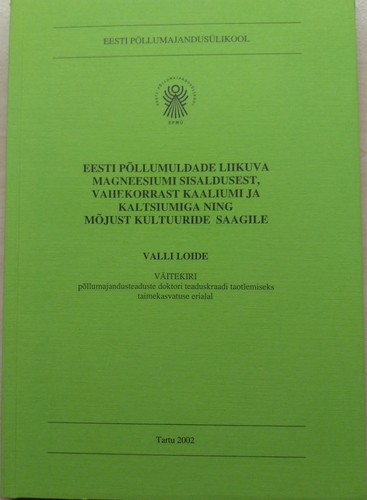 EESTI PÕLLUMAJANDUSÜLIKOOL
EPMÜ
EESTI PÕLLUMULDADE LIIKUVA
MAGNEESIUMI SISALDUSEST,
VAHEKORRAST KAALIUMI JA
KALTSIUMIGA NING
MÕJUST KULTUURIDE SAAGILE
VALLI LOIDE
VÄITEKIRI
põllumajandusteaduste doktori teaduskraadi taotlemiseks
taimekasvatuse erialal
Tartu 2002